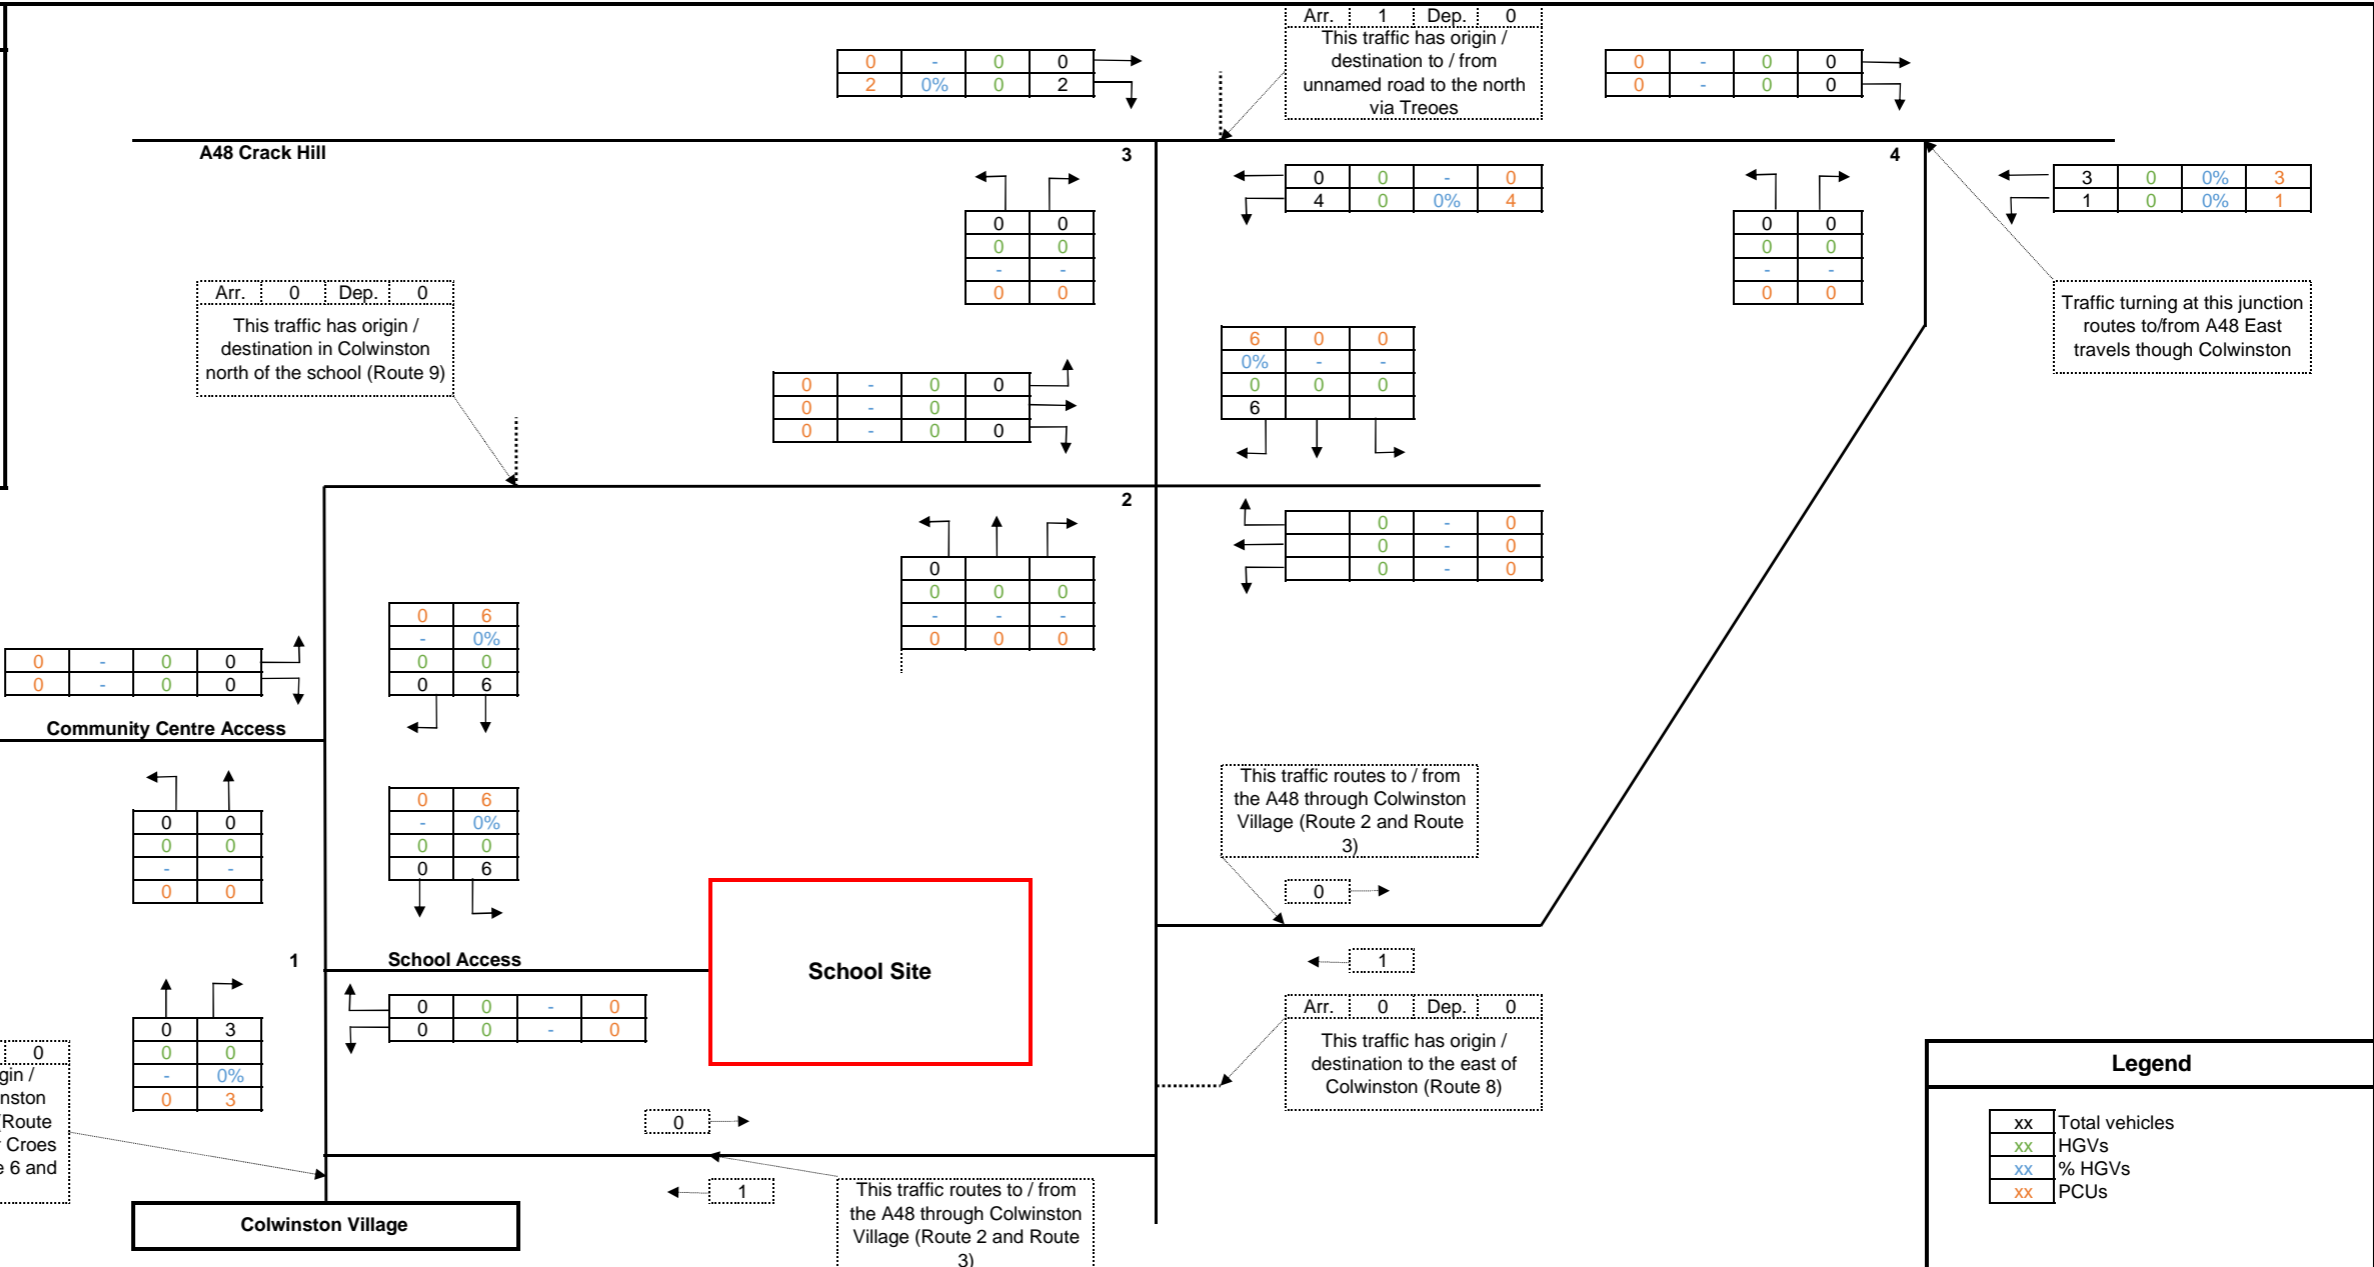 Arr. 1 Dep. 0
This traffic has origin /
destination to / from
unnamed road to the north
via Treoes
0 - 0 0
2 0% 0 2
0 - 0 0
0 - 0 0
A48 Crack Hill
3
4
0 0 - 0
4 0 0% 4
3 0 0% 3
1 0 0% 1
0 0
0 0
- -
0 0
0 0
0 0
- -
0 0
Arr. 0 Dep. 0
This traffic has origin /
destination in Colwinston
north of the school (Route 9)
Traffic turning at this junction
routes to/from A48 East
travels though Colwinston
6 0 0
0% - -
0 0 0
6
0 - 0 0
0 - 0
0 - 0 0
2
0 - 0
0 - 0
0 - 0
0
0 0 0
- - -
0 0 0
0 6
- 0%
0 0
0 6
0 - 0 0
0 - 0 0
Community Centre Access
0 0
0 0
- -
0 0
0 6
- 0%
0 0
0 6
This traffic routes to / from
the A48 through Colwinston
Village (Route 2 and Route
3)
0
1
School Access
School Site
1
0 0 - 0
0 0 - 0
0 3
0 0
- 0%
0 3
Arr. 0 Dep. 0
This traffic has origin /
destination to the east of
Colwinston (Route 8)
0
gin /
nston
(Route
Croes
6 and
0
1
This traffic routes to / from
the A48 through Colwinston
Village (Route 2 and Route
3)
Colwinston Village
Legend
xx Total vehicles
xx HGVs
xx % HGVs
xx PCUs